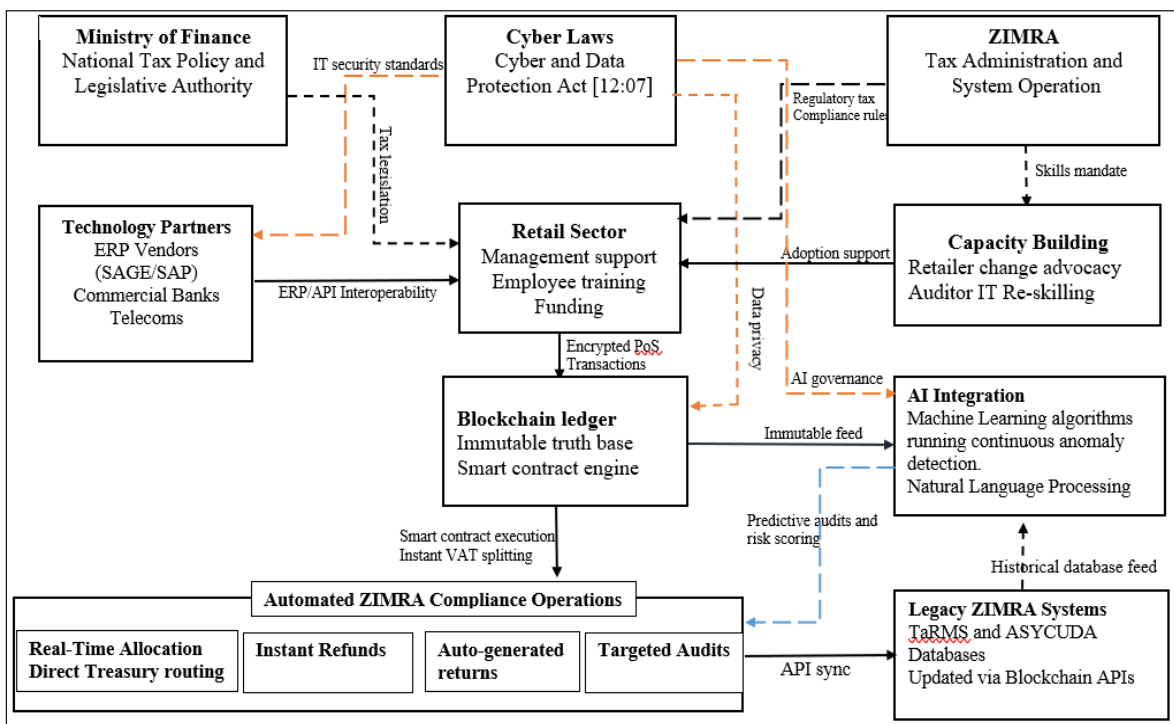 Ministry of Finance
National Tax Policy and
Legislative Authority
IT security standards
Cyber Laws
Cyber and Data
Protection Act [12:07]
ZIMRA
Tax Administration and
System Operation
Regulatory tax
Compliance rules
Tax legislation
Skills mandate
Technology Partners
ERP Vendors
(SAGE/SAP)
Commercial Banks
Telecoms
ERP/API Interoperability
Retail Sector
Management support
Employee training
Funding
Adoption support
Capacity Building
Retailer change advocacy
Auditor IT Re-skilling
Data privacy
Encrypted PoS
Transactions
AI governance
Blockchain ledger
Immutable truth base
Smart contract engine
Immutable feed
AI Integration
Machine Learning algorithms
running continuous anomaly
detection.
Natural Language Processing
Smart contract execution
Instant VAT splitting
Predictive audits and
risk scoring
Historical database feed
Automated ZIMRA Compliance Operations
Real-Time Allocation
Direct Treasury routing
Instant Refunds
Auto-generated
returns
Targeted Audits
API sync
Legacy ZIMRA Systems
TaRMS and ASYCUDA
Databases
Updated via Blockchain APIs